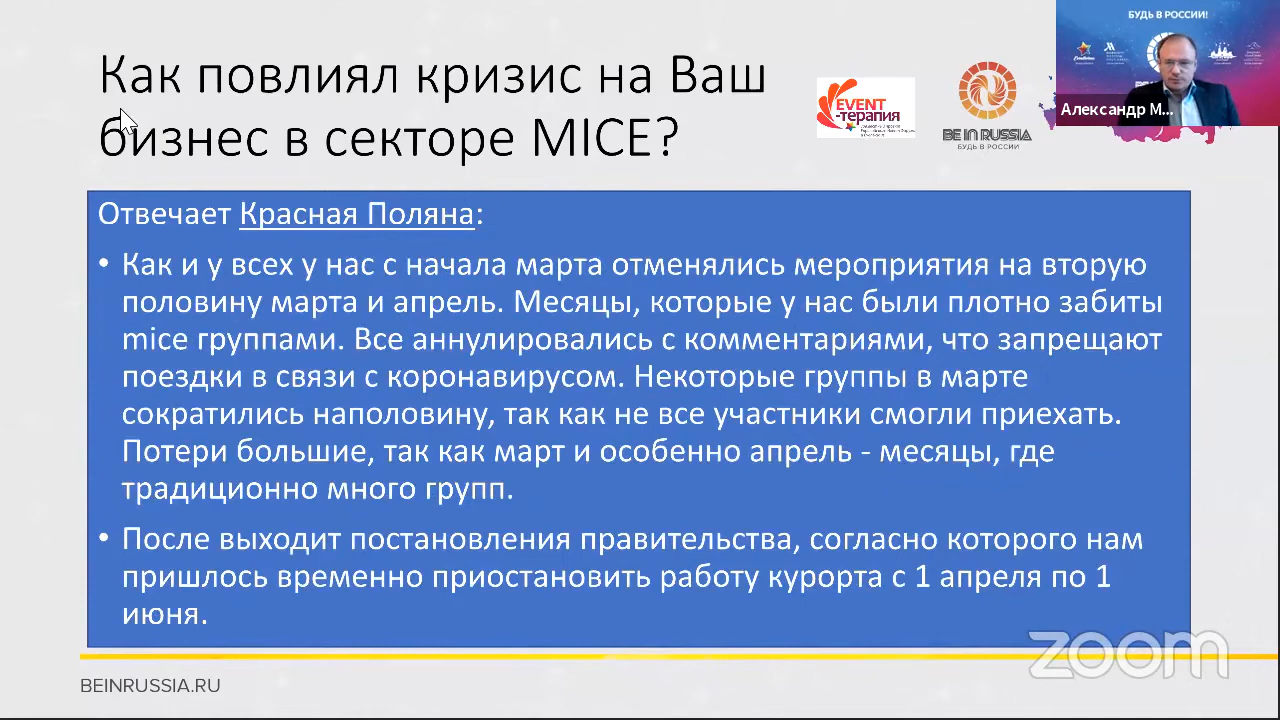 Как повлиял кризис на Ваш
бизнес в секторе MICE?
EVENT
-терапия
BE IN RUSSIA
БУДЬ В РОССИИ
БУДЬ В РОССИИ!
Александр М...
Отвечает Красная Поляна:
• Как и у всех у нас с начала марта отменялись мероприятия на вторую
половину марта и апрель. Месяцы, которые у нас были плотно забиты
mice группами. Все аннулировались с комментариями, что запрещают
поездки в связи с коронавирусом. Некоторые группы в марте
сократились наполовину, так как не все участники смогли приехать.
Потери большие, так как март и особенно апрель - месяцы, где
традиционно много групп.
• После выходит постановления правительства, согласно которого нам
пришлось временно приостановить работу курорта с 1 апреля по 1
июня.
zoom
BEINRUSSIA.RU